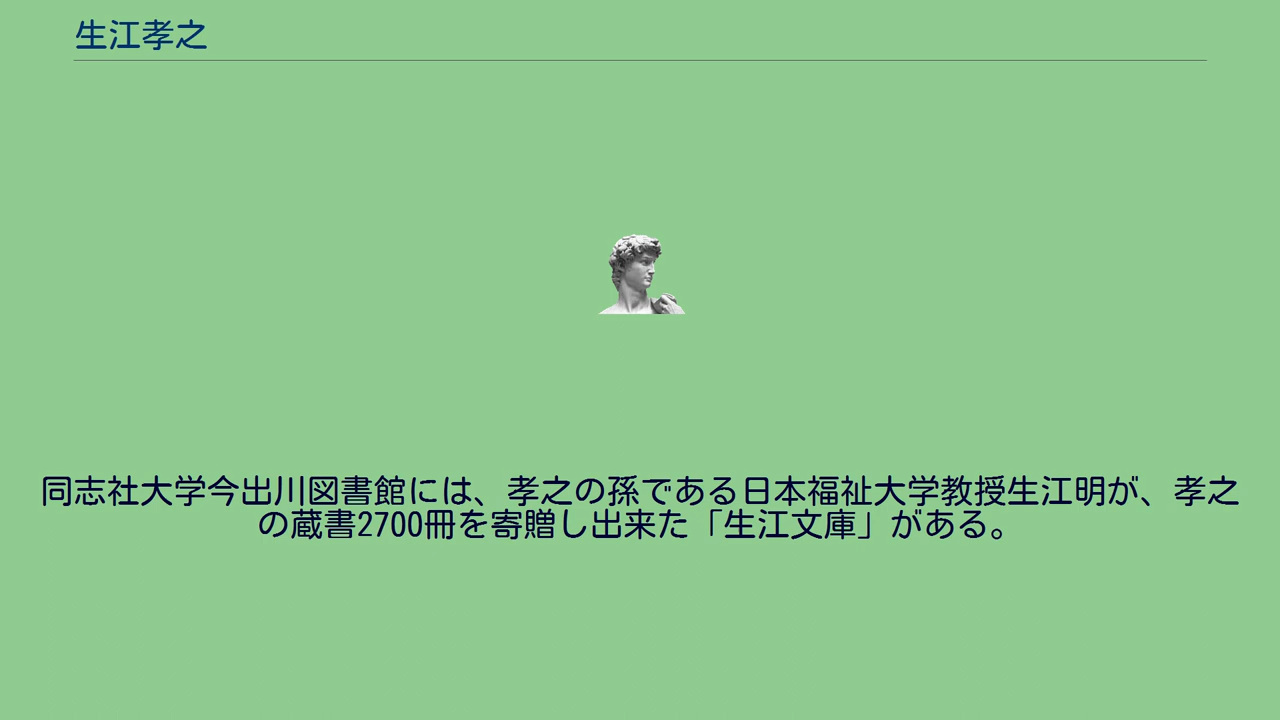 生江孝之
同志社大学今出川図書館には、孝之の孫である日本福祉大学教授生江明が、孝之
の蔵書2700冊を寄贈し出来た「生江文庫」がある。